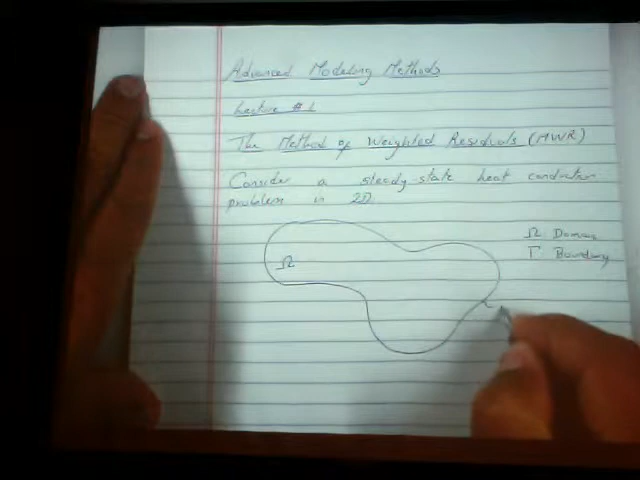 Advanced Modeling Methods
Lecture #1
The Method of Weighted Residuals (MWR)
Consider a steady-state heat conduction
problem in 2D
Ω Domain
Γ Boundary
Ω